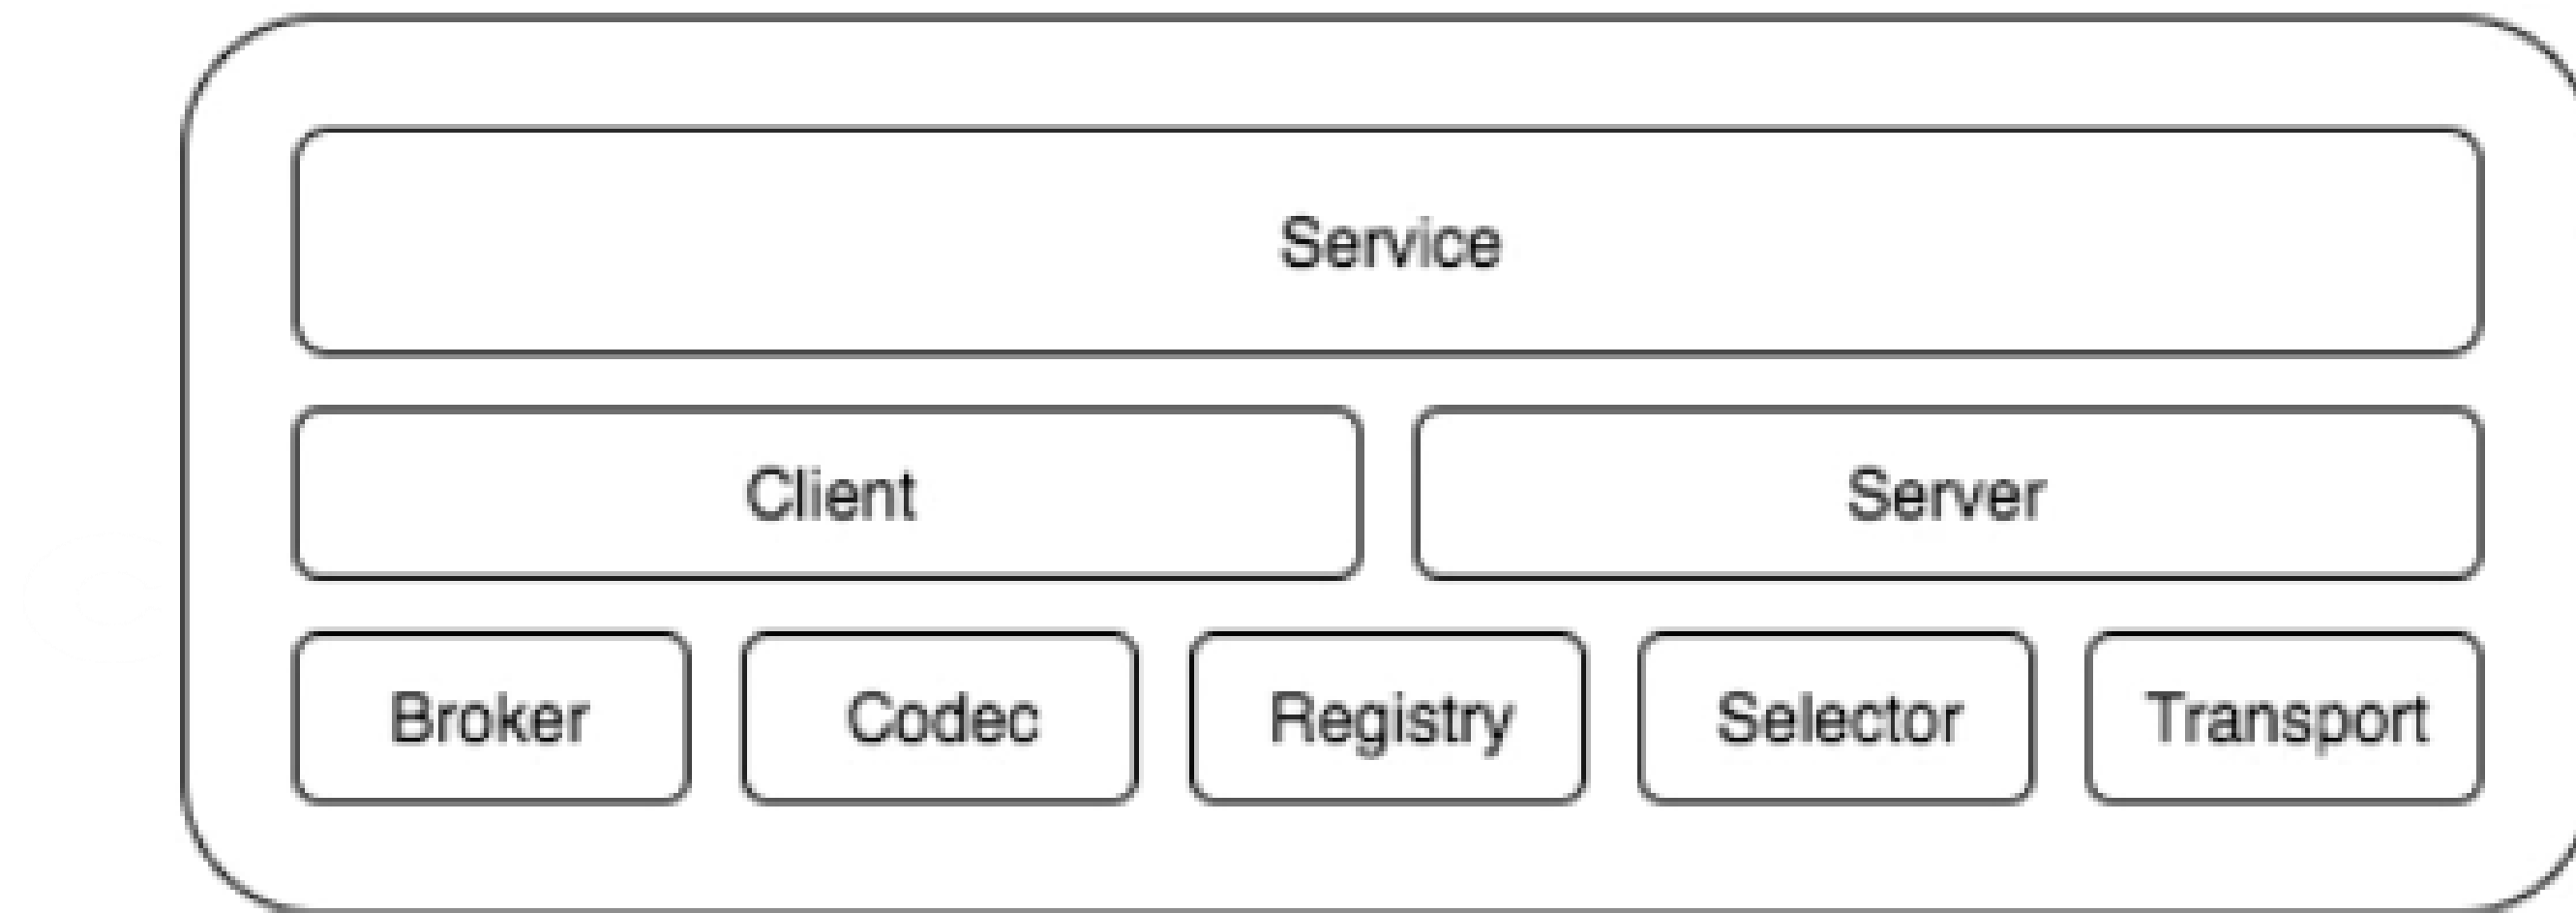 Service
Client Server
Broker Codec Registry Selector Transport